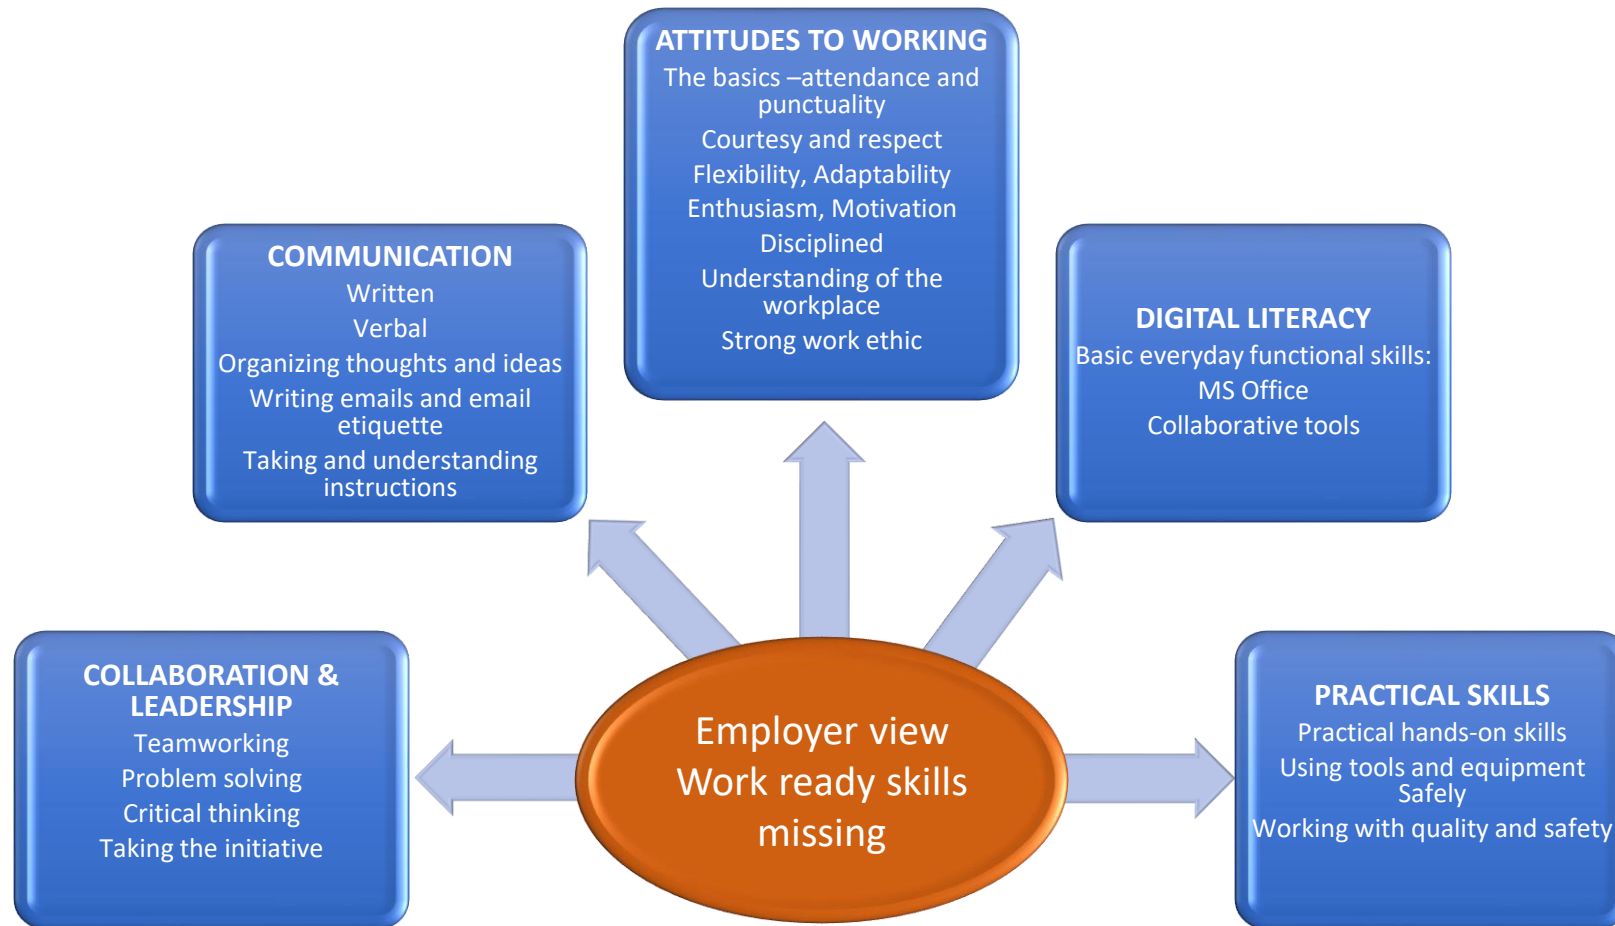 ATTITUDES TO WORKING
The basics –attendance and
punctuality
Courtesy and respect
Flexibility, Adaptability
Enthusiasm, Motivation
Disciplined
Understanding of the
workplace
Strong work ethic
COMMUNICATION
Written
Verbal
Organizing thoughts and ideas
Writing emails and email
etiquette
Taking and understanding
instructions
DIGITAL LITERACY
Basic everyday functional skills:
MS Office
Collaborative tools
COLLABORATION &
LEADERSHIP
Teamworking
Problem solving
Critical thinking
Taking the initiative
Employer view
Work ready skills
missing
PRACTICAL SKILLS
Practical hands-on skills
Using tools and equipment
Safely
Working with quality and safety